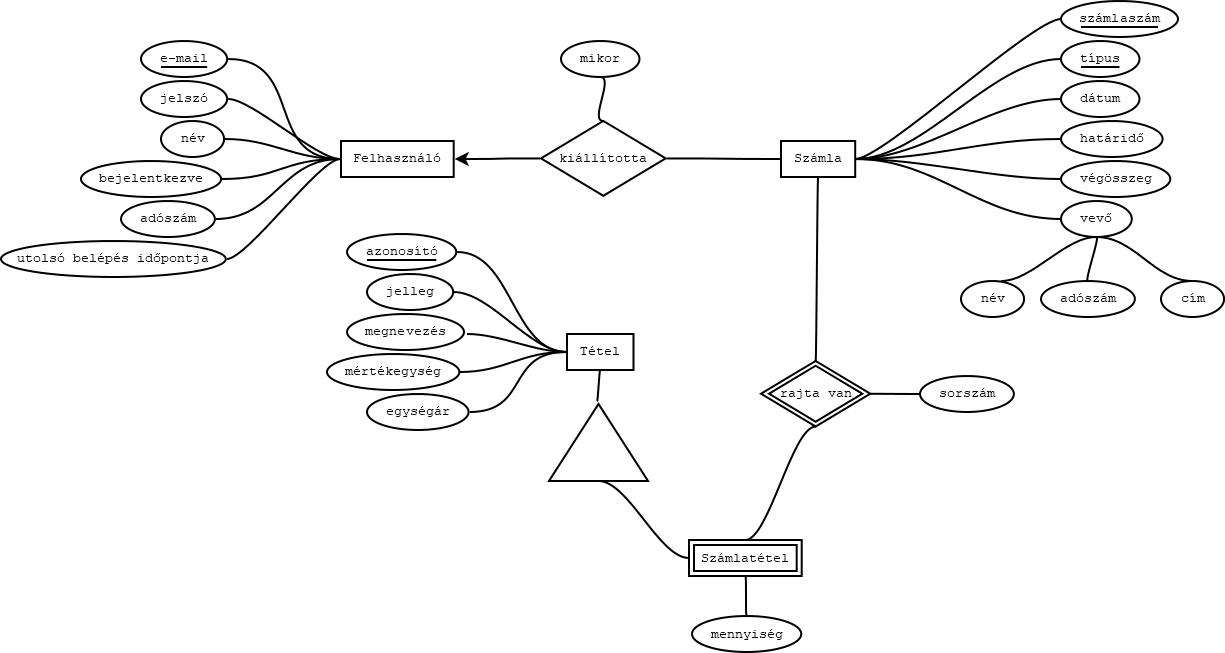 számlaszám
e-mail
mikor
típus
jelszó
dátum
név
Felhasználó
kiállította
Számla
határidő
bejelentkezve
végösszeg
adószám
vevő
utolsó belépés időpontja
azonosító
jelleg
név
adószám
cím
megnevezés
Tétel
mértékegység
egységár
rajta van
sorszám
Számlatétel
mennyiség